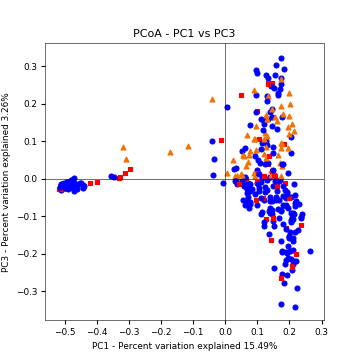 PCoA - PC1 vs PC3
PC3 - Percent variation explained 3.26%
0.3
0.2
0.1
0.0
−0.1
−0.2
−0.3
−0.5 −0.4 −0.3 −0.2 −0.1 0.0 0.1 0.2 0.3
PC1 - Percent variation explained 15.49%